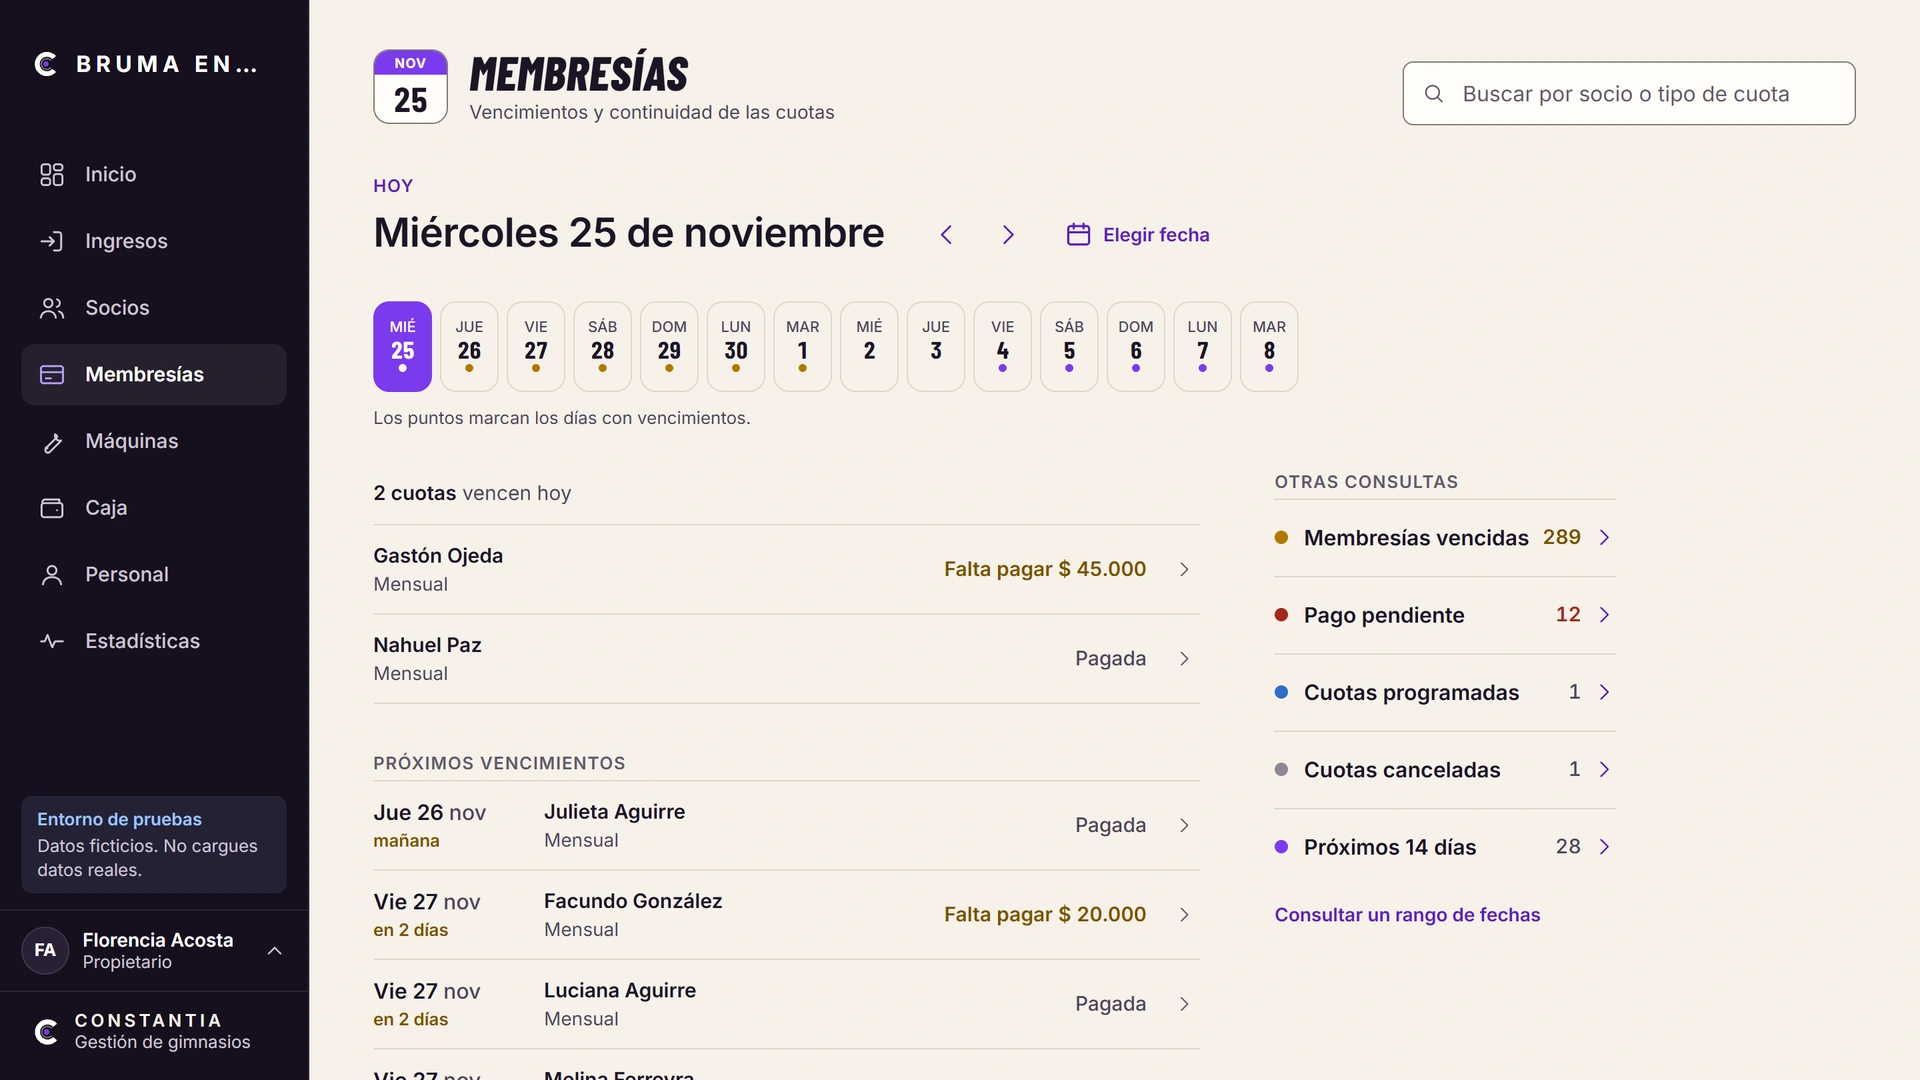 BRUMA EN...
Inicio
Ingresos
Socios
Membresías
Máquinas
Caja
Personal
Estadísticas
Entorno de pruebas
Datos ficticios. No cargues
datos reales.
FA
Florencia Acosta
Propietario
CONSTANTIA
Gestión de gimnasios
NOV
25
MEMBRESÍAS
Vencimientos y continuidad de las cuotas
Buscar por socio o tipo de cuota
HOY
Miércoles 25 de noviembre
Elegir fecha
MIÉ 25
JUE 26
VIE 27
SÁB 28
DOM 29
LUN 30
MAR 1
MIÉ 2
JUE 3
VIE 4
SÁB 5
DOM 6
LUN 7
MAR 8
Los puntos marcan los días con vencimientos.
2 cuotas vencen hoy
Gastón Ojeda
Mensual
Falta pagar $ 45.000
Nahuel Paz
Mensual
Pagada
PRÓXIMOS VENCIMIENTOS
Jue 26 nov
mañana
Julieta Aguirre
Mensual
Pagada
Vie 27 nov
en 2 días
Facundo González
Mensual
Falta pagar $ 20.000
Vie 27 nov
en 2 días
Luciana Aguirre
Mensual
Pagada
Vie 27 nov
Melina Ferreyra
OTRAS CONSULTAS
Membresías vencidas 289
Pago pendiente 12
Cuotas programadas 1
Cuotas canceladas 1
Próximos 14 días 28
Consultar un rango de fechas